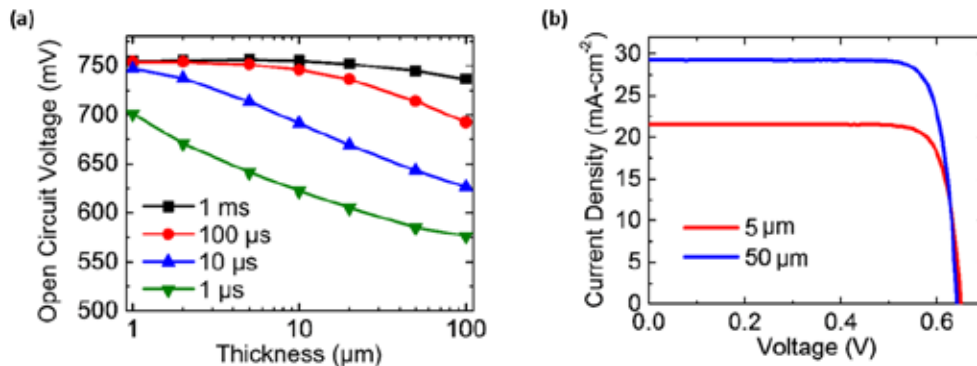 (a)
Open Circuit Voltage (mV)
750
700
650
600
575
500
1 ms
100 µs
10 µs
1 µs
1
10
100
Thickness (µm)
(b)
Current Density (mA-cm-2)
30
25
20
15
10
5
0
5 µm
50 µm
0.0
0.2
0.4
0.6
Voltage (V)